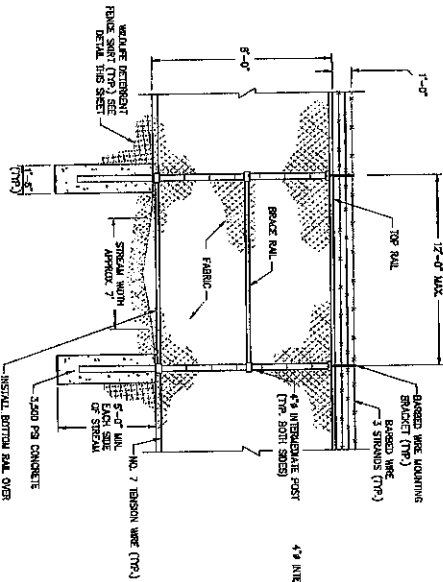 1'-0"
8'-0"
12'-0" MAX.
WILDLIFE DETERRENT
FENCE SKIRT (TYP.) SEE
DETAIL THIS SHEET
1'-6"
(TYP.)
TOP RAIL
BRACE RAIL
FABRIC
STREAM WIDTH
APPROX. 7'
BARBED WIRE MOUNTING
BRACKET (TYP.)
BARBED WIRE
3 STRANDS (TYP.)
4"ø INTERMEDIATE POST
(TYP. BOTH SIDES)
NO. 7 TENSION WIRE (TYP.)
5'-0" MIN.
EACH SIDE
OF STREAM
PSI CONCRETE
INSTALL BOTTOM RAIL OVER
4"ø INTE